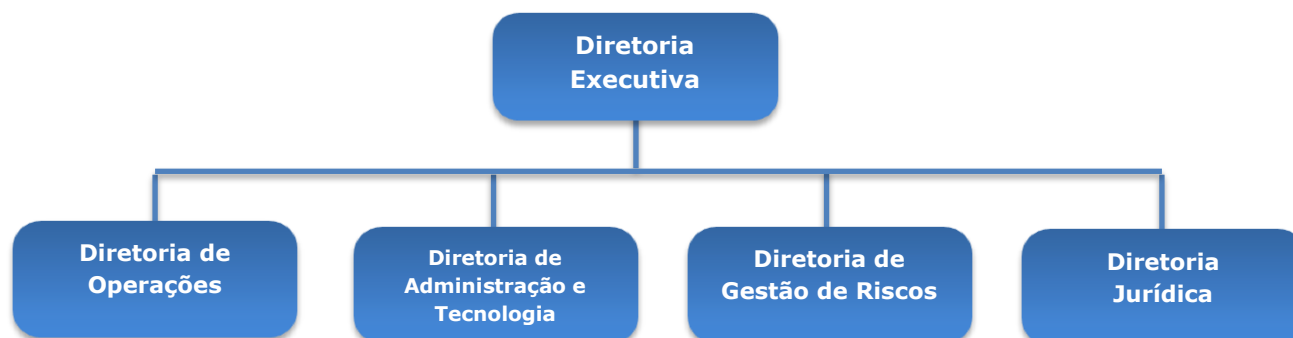 Diretoria
Executiva
Diretoria de
Operações
Diretoria de
Administração e
Tecnologia
Diretoria de
Gestão de Riscos
Diretoria
Jurídica